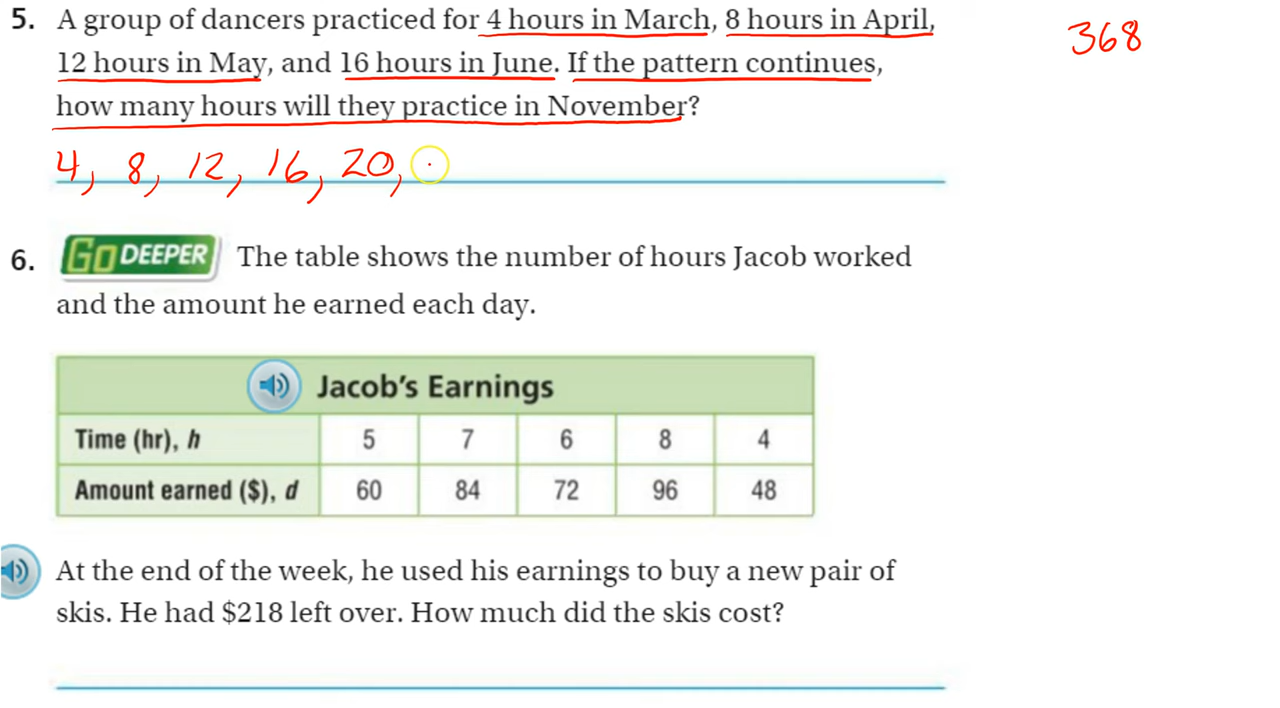 5. A group of dancers practiced for 4 hours in March, 8 hours in April,
12 hours in May, and 16 hours in June. If the pattern continues,
how many hours will they practice in November?
368
4, 8, 12, 16, 20,
6. GO DEEPER The table shows the number of hours Jacob worked
and the amount he earned each day.
Jacob's Earnings
Time (hr), h 5 7 6 8 4
Amount earned ($), d 60 84 72 96 48
At the end of the week, he used his earnings to buy a new pair of
skis. He had $218 left over. How much did the skis cost?